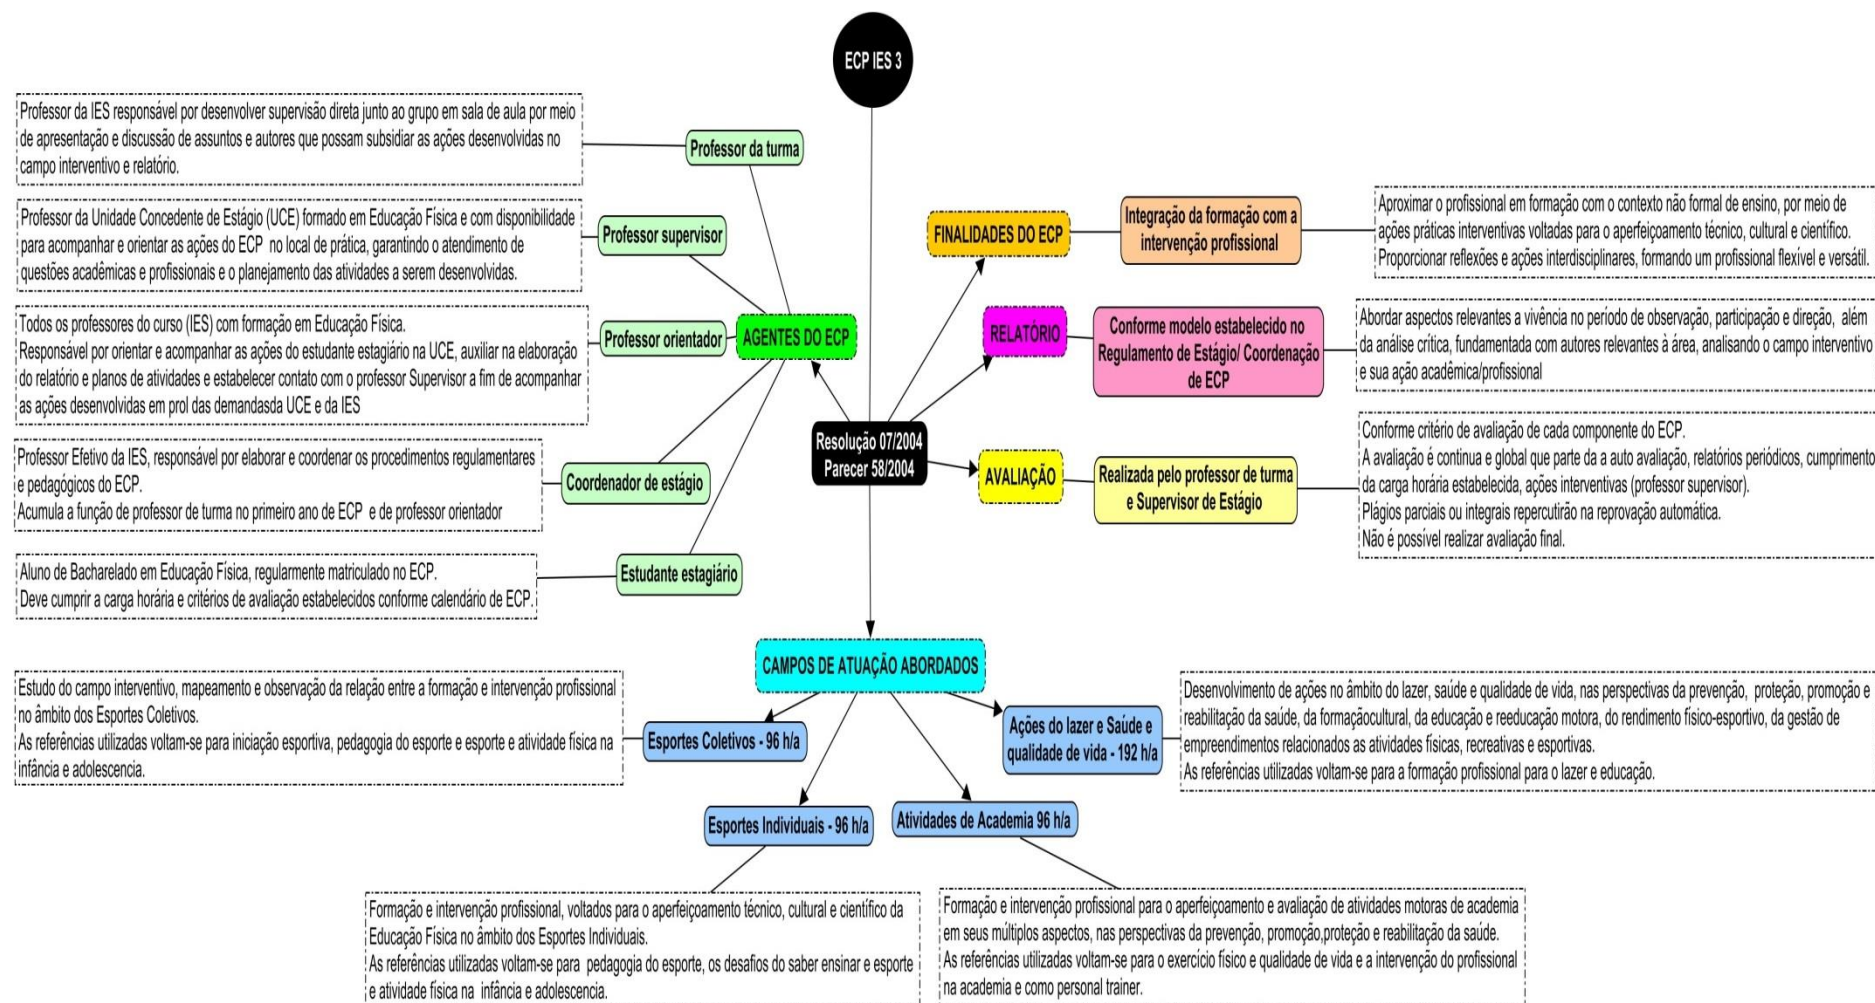 ECP IES 3
Professor da IES responsável por desenvolver supervisão direta junto ao grupo em sala de aula por meio
de apresentação e discussão de assuntos e autores que possam subsidiar as ações desenvolvidas no
campo interventivo e relatório.
Professor da turma
Professor da Unidade Concedente de Estágio (UCE) formado em Educação Física e com disponibilidade
para acompanhar e orientar as ações do ECP no local de prática, garantindo o atendimento de
questões acadêmicas e profissionais e o planejamento das atividades a serem desenvolvidas.
Professor supervisor
Todos os professores do curso (IES) com formação em Educação Física.
Responsável por orientar e acompanhar as ações do estudante estagiário na UCE, auxiliar na elaboração
do relatório e planos de atividades e estabelecer contato com o professor Supervisor a fim de acompanhar
as ações desenvolvidas em prol das demandasda UCE e da IES
Professor orientador
AGENTES DO ECP
Professor Efetivo da IES, responsável por elaborar e coordenar os procedimentos regulamentares
e pedagógicos do ECP.
Acumula a função de professor de turma no primeiro ano de ECP e de professor orientador
Coordenador de estágio
Aluno de Bacharelado em Educação Física, regularmente matriculado no ECP.
Deve cumprir a carga horária e critérios de avaliação estabelecidos conforme calendário de ECP.
Estudante estagiário
Resolução 07/2004
Parecer 58/2004
FINALIDADES DO ECP
Integração da formação com a
intervenção profissional
Aproximar o profissional em formação com o contexto não formal de ensino, por meio de
ações práticas interventivas voltadas para o aperfeiçoamento técnico, cultural e científico.
Proporcionar reflexões e ações interdisciplinares, formando um profissional flexível e versátil.
RELATÓRIO
Conforme modelo estabelecido no
Regulamento de Estágio/ Coordenação
de ECP
Abordar aspectos relevantes a vivência no período de observação, participação e direção, além
da análise crítica, fundamentada com autores relevantes à área, analisando o campo interventivo
e sua ação acadêmica/profissional
AVALIAÇÃO
Realizada pelo professor de turma
e Supervisor de Estágio
Conforme critério de avaliação de cada componente do ECP.
A avaliação é continua e global que parte da a auto avaliação, relatórios periódicos, cumprimento
da carga horária estabelecida, ações interventivas (professor supervisor).
Plágios parciais ou integrais repercutirão na reprovação automática.
Não é possível realizar avaliação final.
CAMPOS DE ATUAÇÃO ABORDADOS
Estudo do campo interventivo, mapeamento e observação da relação entre a formação e intervenção profissional
no âmbito dos Esportes Coletivos.
As referências utilizadas voltam-se para iniciação esportiva, pedagogia do esporte e esporte e atividade física na
infância e adolescencia.
Esportes Coletivos - 96 h/a
Ações do lazer e Saúde e
qualidade de vida - 192 h/a
Desenvolvimento de ações no âmbito do lazer, saúde e qualidade de vida, nas perspectivas da prevenção, proteção, promoção e
reabilitação da saúde, da formaçãocultural, da educação e reeducação motora, do rendimento físico-esportivo, da gestão de
empreendimentos relacionados as atividades físicas, recreativas e esportivas.
As referências utilizadas voltam-se para a formação profissional para o lazer e educação.
Esportes Individuais - 96 h/a
Atividades de Academia 96 h/a
Formação e intervenção profissional, voltados para o aperfeiçoamento técnico, cultural e científico da
Educação Física no âmbito dos Esportes Individuais.
As referências utilizadas voltam-se para pedagogia do esporte, os desafios do saber ensinar e esporte
e atividade física na infância e adolescencia.
Formação e intervenção profissional para o aperfeiçoamento e avaliação de atividades motoras de academia
em seus múltiplos aspectos, nas perspectivas da prevenção, promoção,proteção e reabilitação da saúde.
As referências utilizadas voltam-se para o exercício físico e qualidade de vida e a intervenção do profissional
na academia e como personal trainer.